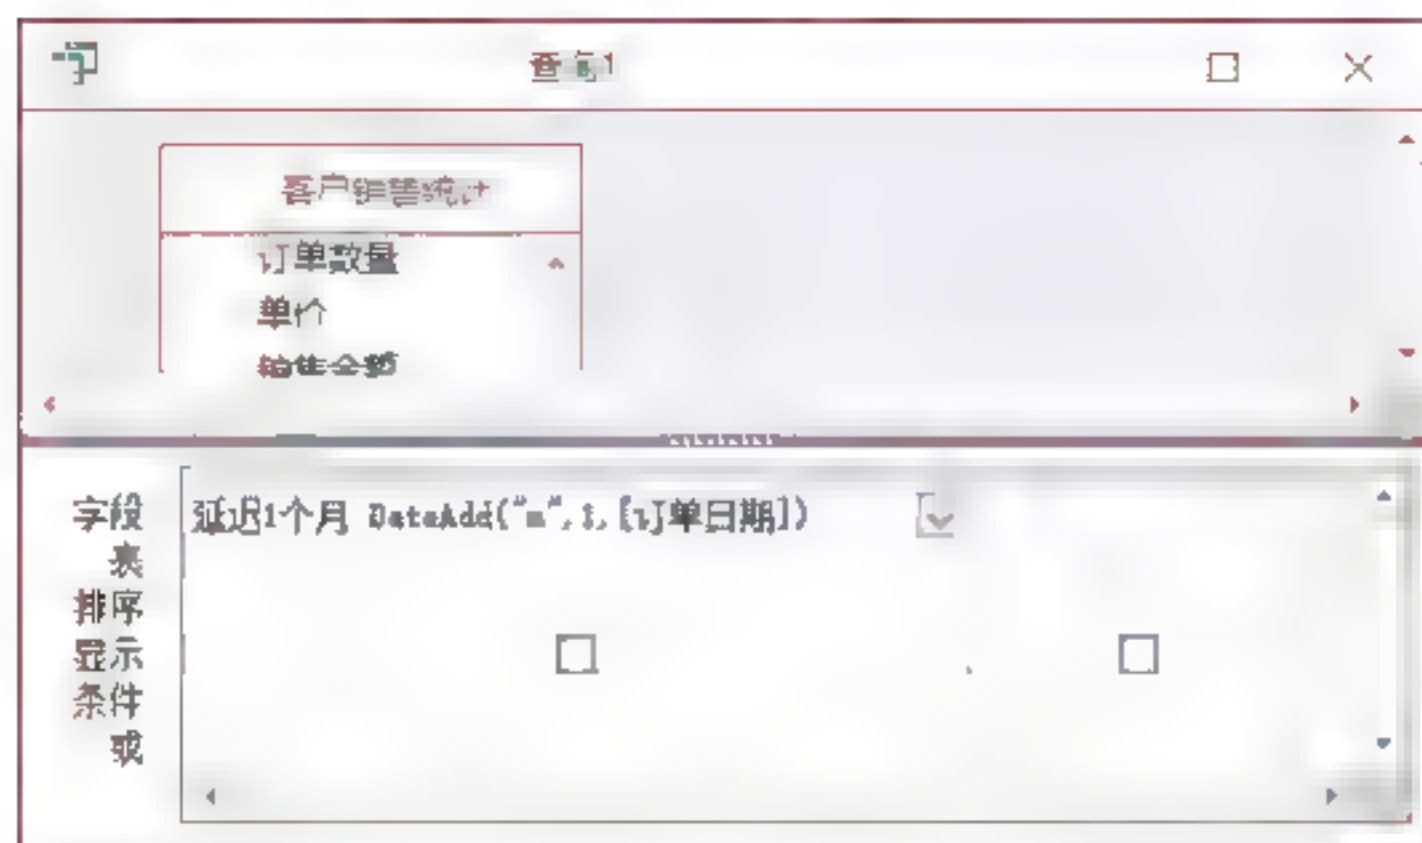 查询1
客户销售统计
订单数量
单价
销售金额
字段 延迟1个月 DateAdd("m",1,[订单日期])
表
排序
显示
条件
或